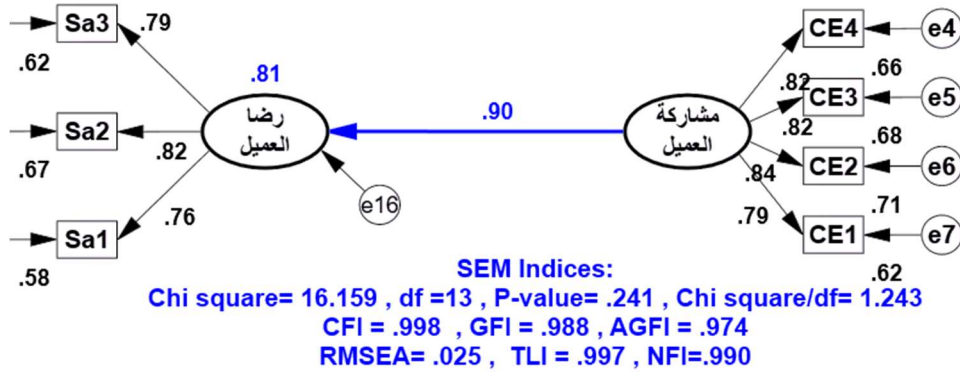 Sa3
.79
.62
.81
رضا
العميل
Sa2
.82
.67
.76
Sa1
.58
e16
.90
مشاركة
العميل
CE4
e4
.82
.66
CE3
e5
.82
.68
CE2
e6
.84
.71
.79
CE1
e7
.62
SEM Indices:
Chi square= 16.159 , df =13 , P-value= .241 , Chi square/df= 1.243
CFI = .998 , GFI = .988 , AGFI = .974
RMSEA= .025 , TLI = .997 , NFI=.990